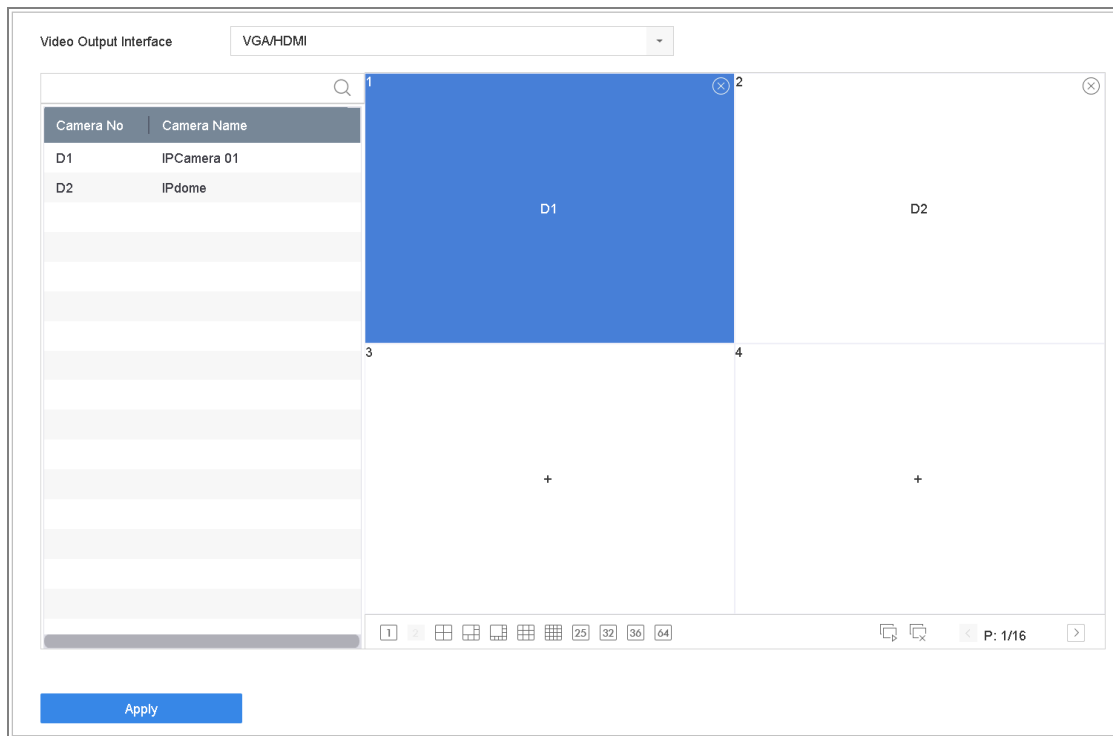 Video Output Interface VGA/HDMI
1 2
Camera No Camera Name
D1 IPCamera 01
D2 IPdome
D1 D2
3 4
+ +
1 2 25 32 36 64 P: 1/16
Apply